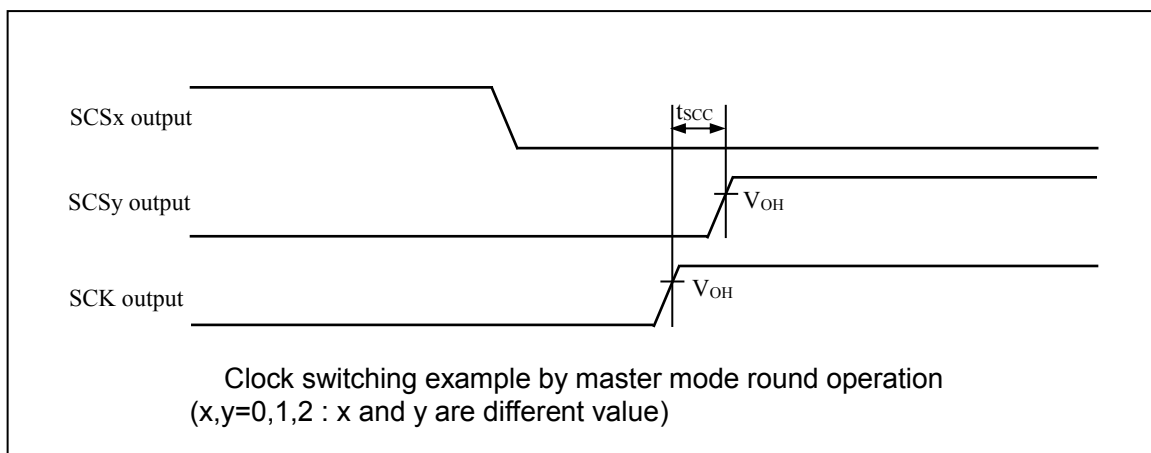 SCSx output
tSCC
SCSy output
VOH
SCK output
VOH
Clock switching example by master mode round operation
(x,y=0,1,2 : x and y are different value)